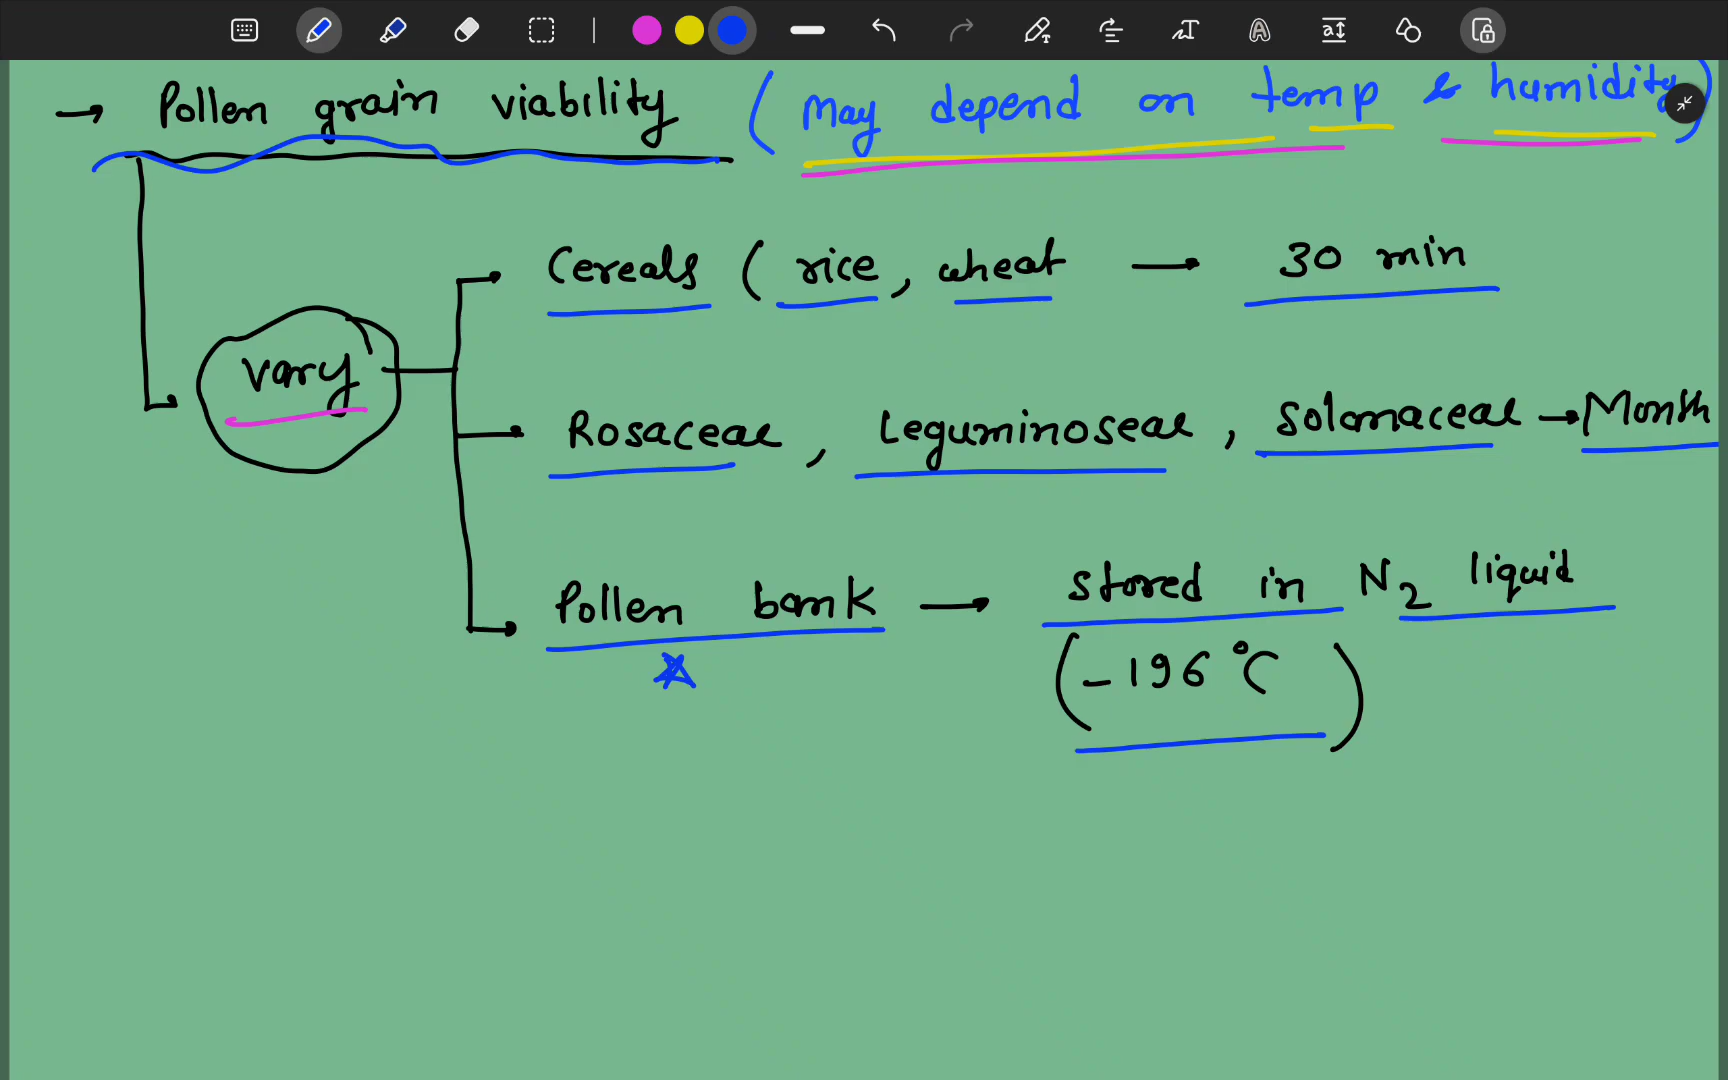 → Pollen grain viability (May depend on temp & humidity)
Cereals (rice, wheat → 30 min
vary
Rosaceae, Leguminoseae, Solanaceae → Month
Pollen bank → stored in N2 liquid
(-196°C)